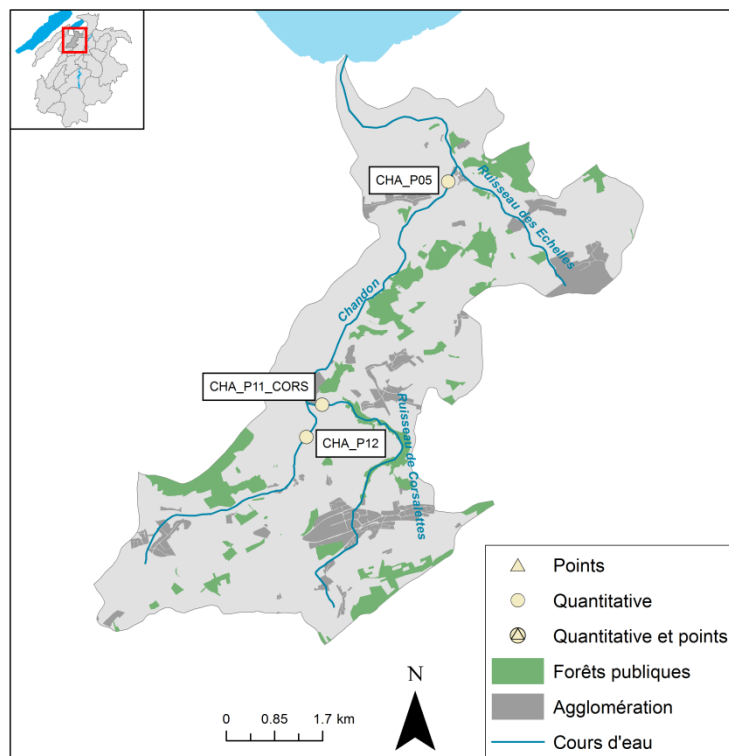 CHA_P05
Ruisseau des Echelles
Chandon
CHA_P11_CORS
CHA_P12
Ruisseau de Corsalettes
Points
Quantitative
Quantitative et points
Forêts publiques
Agglomération
Cours d'eau
N
0 0.85 1.7 km